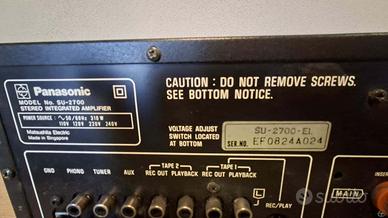 Panasonic
MODEL No. SU-2700
STEREO INTEGRATED AMPLIFIER
POWER SOURCE : ~ 50/60Hz 310W
110V 120V 220V 240V
Matsushita Electric
Made in Singapore
CAUTION : DO NOT REMOVE SCREWS.
SEE BOTTOM NOTICE.
VOLTAGE ADJUST
SWITCH LOCATED
AT BOTTOM
SU-2700-EL
SER.NO. EF0824A024
TAPE 2
TAPE 1
GND PHONO TUNER AUX REC OUT PLAYBACK REC OUT PLAYBACK
L
REC/PLAY
MAIN
subito